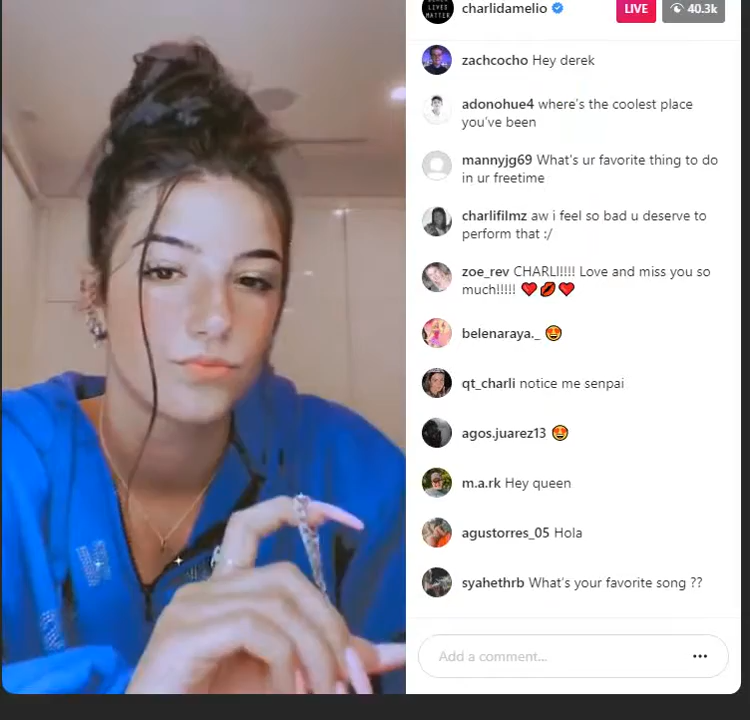 LIVES
MATTER
charlidamelio
LIVE
40.3k
zachcocho Hey derek
adonohue4 where's the coolest place
you've been
mannyjg69 What's ur favorite thing to do
in ur freetime
charlifilmz aw i feel so bad u deserve to
perform that :/
zoe_rev CHARLI!!!!! Love and miss you so
much!!!!! ❤️💋❤️
belenaraya._ 🤩
qt_charli notice me senpai
agos.juarez13 🤩
m.a.rk Hey queen
agustorres_05 Hola
syahethrb What's your favorite song ??
Add a comment...